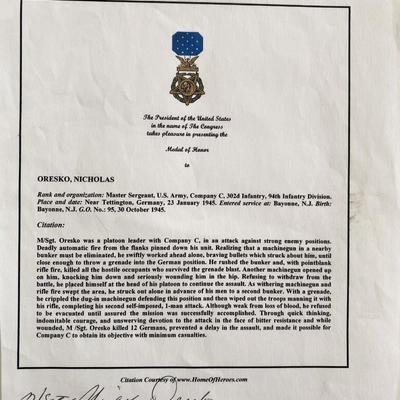 The President of the United States
in the name of The Congress
takes pleasure in presenting the
Medal of Honor
to
ORESKO, NICHOLAS
Rank and organization: Master Sergeant, U.S. Army, Company C, 302d Infantry, 94th Infantry Division.
Place and date: Near Tettington, Germany, 23 January 1945. Entered service at: Bayonne, N.J. Birth:
Bayonne, N.J. G.O. No.: 95, 30 October 1945.
Citation:
M/Sgt. Oresko was a platoon leader with Company C, in an attack against strong enemy positions.
Deadly automatic fire from the flanks pinned down his unit. Realizing that a machinegun in a nearby
bunker must be eliminated, he swiftly worked ahead alone, braving bullets which struck about him, until
close enough to throw a grenade into the German position. He rushed the bunker and, with pointblank
rifle fire, killed all the hostile occupants who survived the grenade blast. Another machinegun opened up
on him, knocking him down and seriously wounding him in the hip. Refusing to withdraw from the
battle, he placed himself at the head of his platoon to continue the assault. As withering machinegun and
rifle fire swept the area, he struck out alone in advance of his men to a second bunker. With a grenade,
he crippled the dug-in machinegun defending this position and then wiped out the troops manning it with
his rifle, completing his second self-imposed, 1-man attack. Although weak from loss of blood, he refused
to be evacuated until assured the mission was successfully accomplished. Through quick thinking,
indomitable courage, and unswerving devotion to the attack in the face of bitter resistance and while
wounded, M /Sgt. Oresko killed 12 Germans, prevented a delay in the assault, and made it possible for
Company C to obtain its objective with minimum casualties.
Citation Courtesy of www.HomeOfHeroes.com